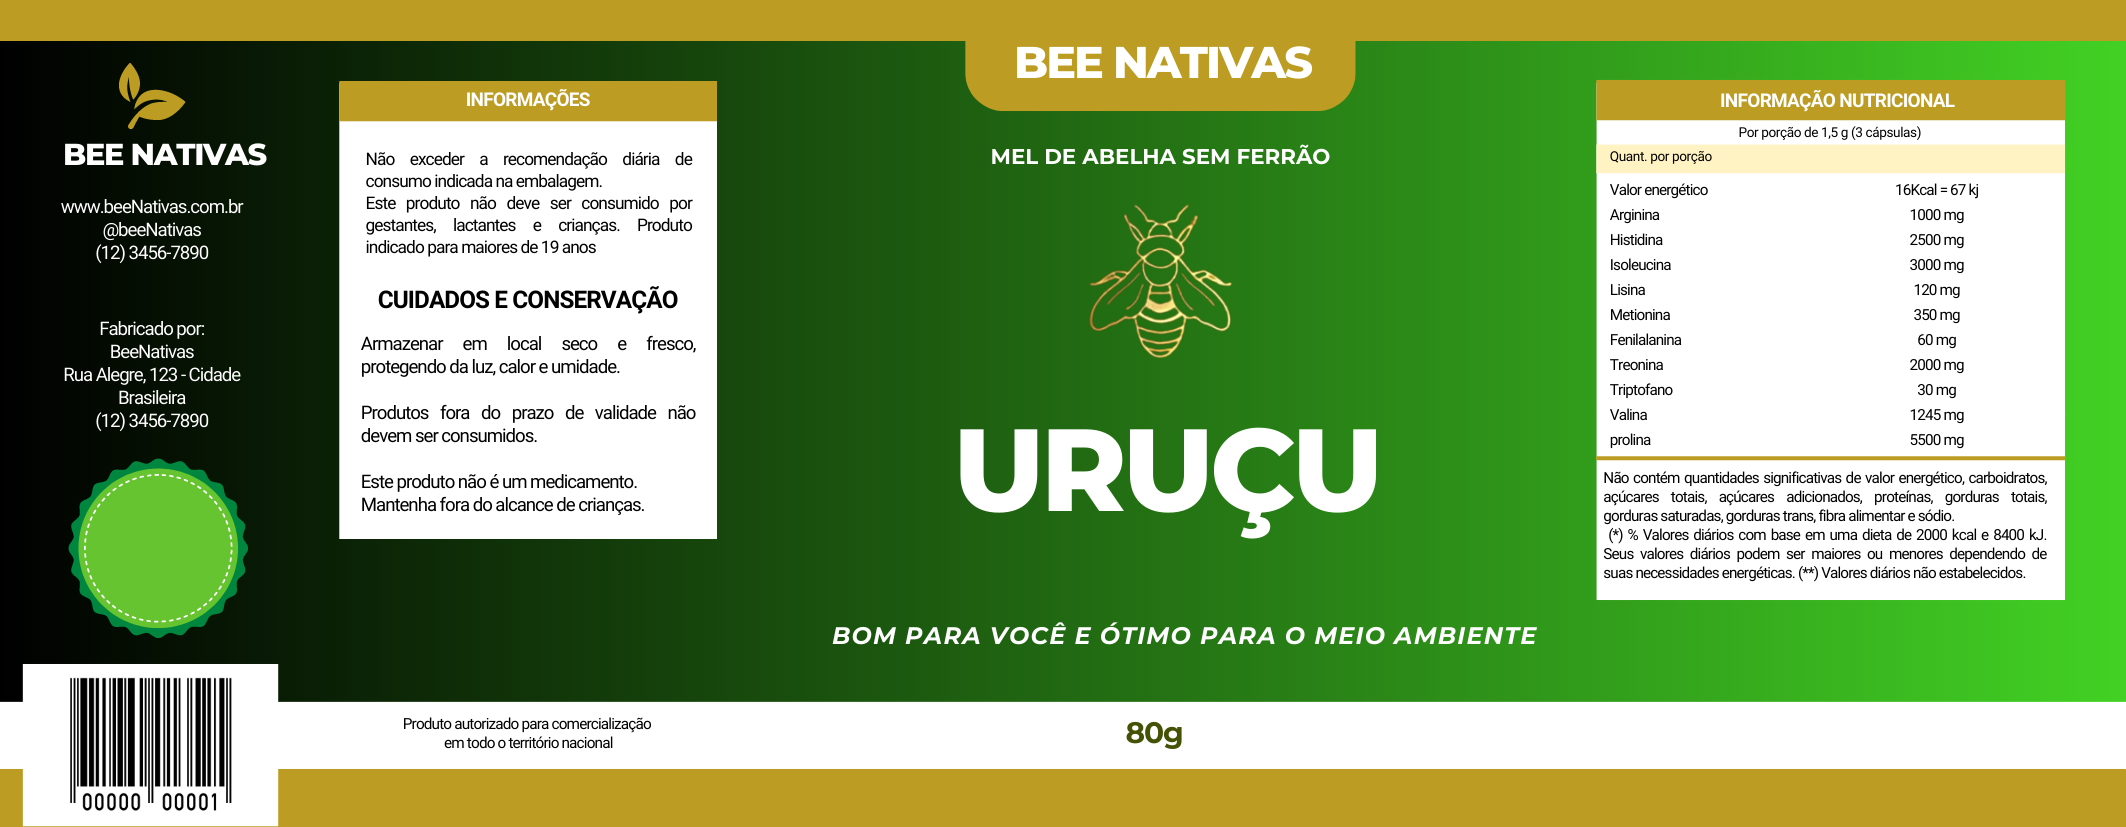 BEE NATIVAS
www.beeNativas.com.br
@beeNativas
(12) 3456-7890
Fabricado por:
BeeNativas
Rua Alegre, 123 - Cidade
Brasileira
(12) 3456-7890
00000 00001
INFORMAÇÕES
Não exceder a recomendação diária de
consumo indicada na embalagem.
Este produto não deve ser consumido por
gestantes, lactantes e crianças. Produto
indicado para maiores de 19 anos
CUIDADOS E CONSERVAÇÃO
Armazenar em local seco e fresco,
protegendo da luz, calor e umidade.
Produtos fora do prazo de validade não
devem ser consumidos.
Este produto não é um medicamento.
Mantenha fora do alcance de crianças.
Produto autorizado para comercialização
em todo o território nacional
BEE NATIVAS
MEL DE ABELHA SEM FERRÃO
URUÇU
BOM PARA VOCÊ E ÓTIMO PARA O MEIO AMBIENTE
80g
INFORMAÇÃO NUTRICIONAL
Por porção de 1,5 g (3 cápsulas)
Quant. por porção
Valor energético 16Kcal = 67 kj
Arginina 1000 mg
Histidina 2500 mg
Isoleucina 3000 mg
Lisina 120 mg
Metionina 350 mg
Fenilalanina 60 mg
Treonina 2000 mg
Triptofano 30 mg
Valina 1245 mg
prolina 5500 mg
Não contém quantidades significativas de valor energético, carboidratos,
açúcares totais, açúcares adicionados, proteínas, gorduras totais,
gorduras saturadas, gorduras trans, fibra alimentar e sódio.
(*) % Valores diários com base em uma dieta de 2000 kcal e 8400 kJ.
Seus valores diários podem ser maiores ou menores dependendo de
suas necessidades energéticas. (**) Valores diários não estabelecidos.